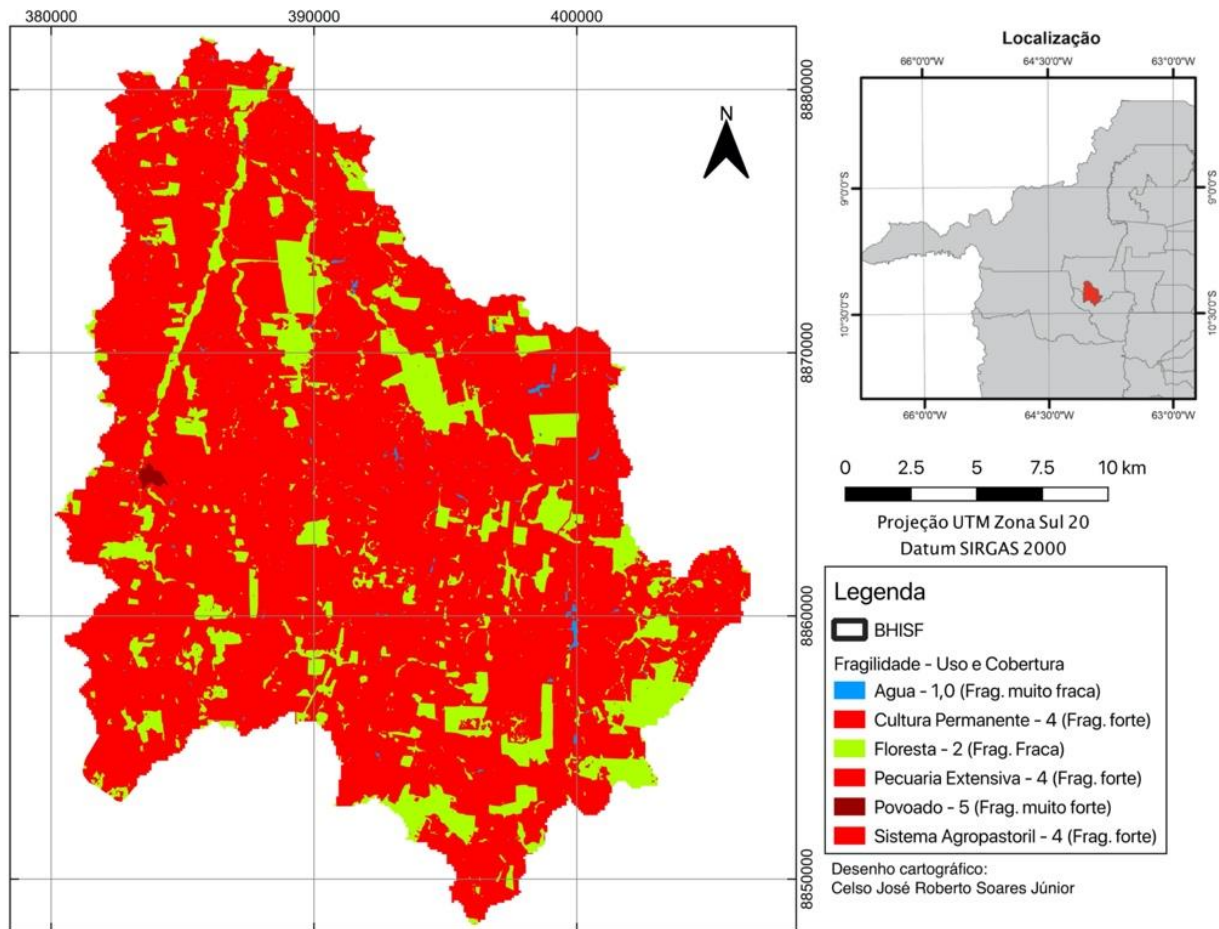 380000 390000 400000
8880000
8870000
8860000
8850000
N
Localização
66°0'0"W 64°30'0"W 63°0'0"W
9°0'0"S 9°0'0"S
10°30'0"S 10°30'0"S
66°0'0"W 64°30'0"W 63°0'0"W
0 2.5 5 7.5 10 km
Projeção UTM Zona Sul 20
Datum SIRGAS 2000
Legenda
BHISF
Fragilidade - Uso e Cobertura
Agua - 1,0 (Frag. muito fraca)
Cultura Permanente - 4 (Frag. forte)
Floresta - 2 (Frag. Fraca)
Pecuaria Extensiva - 4 (Frag. forte)
Povoado - 5 (Frag. muito forte)
Sistema Agropastoril - 4 (Frag. forte)
Desenho cartográfico:
Celso José Roberto Soares Júnior